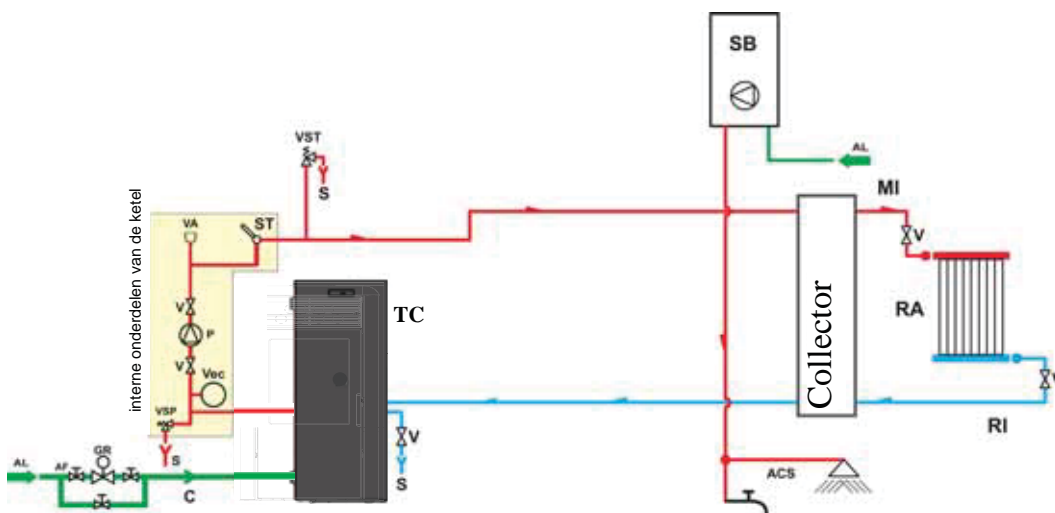 SB
AL
VST
S
MI
VA
ST
V
interne onderdelen van de ketel
TC
RA
V
P
V
Vec
Collector
V
VSP
V
RI
S
GR
AL
AF
C
S
ACS